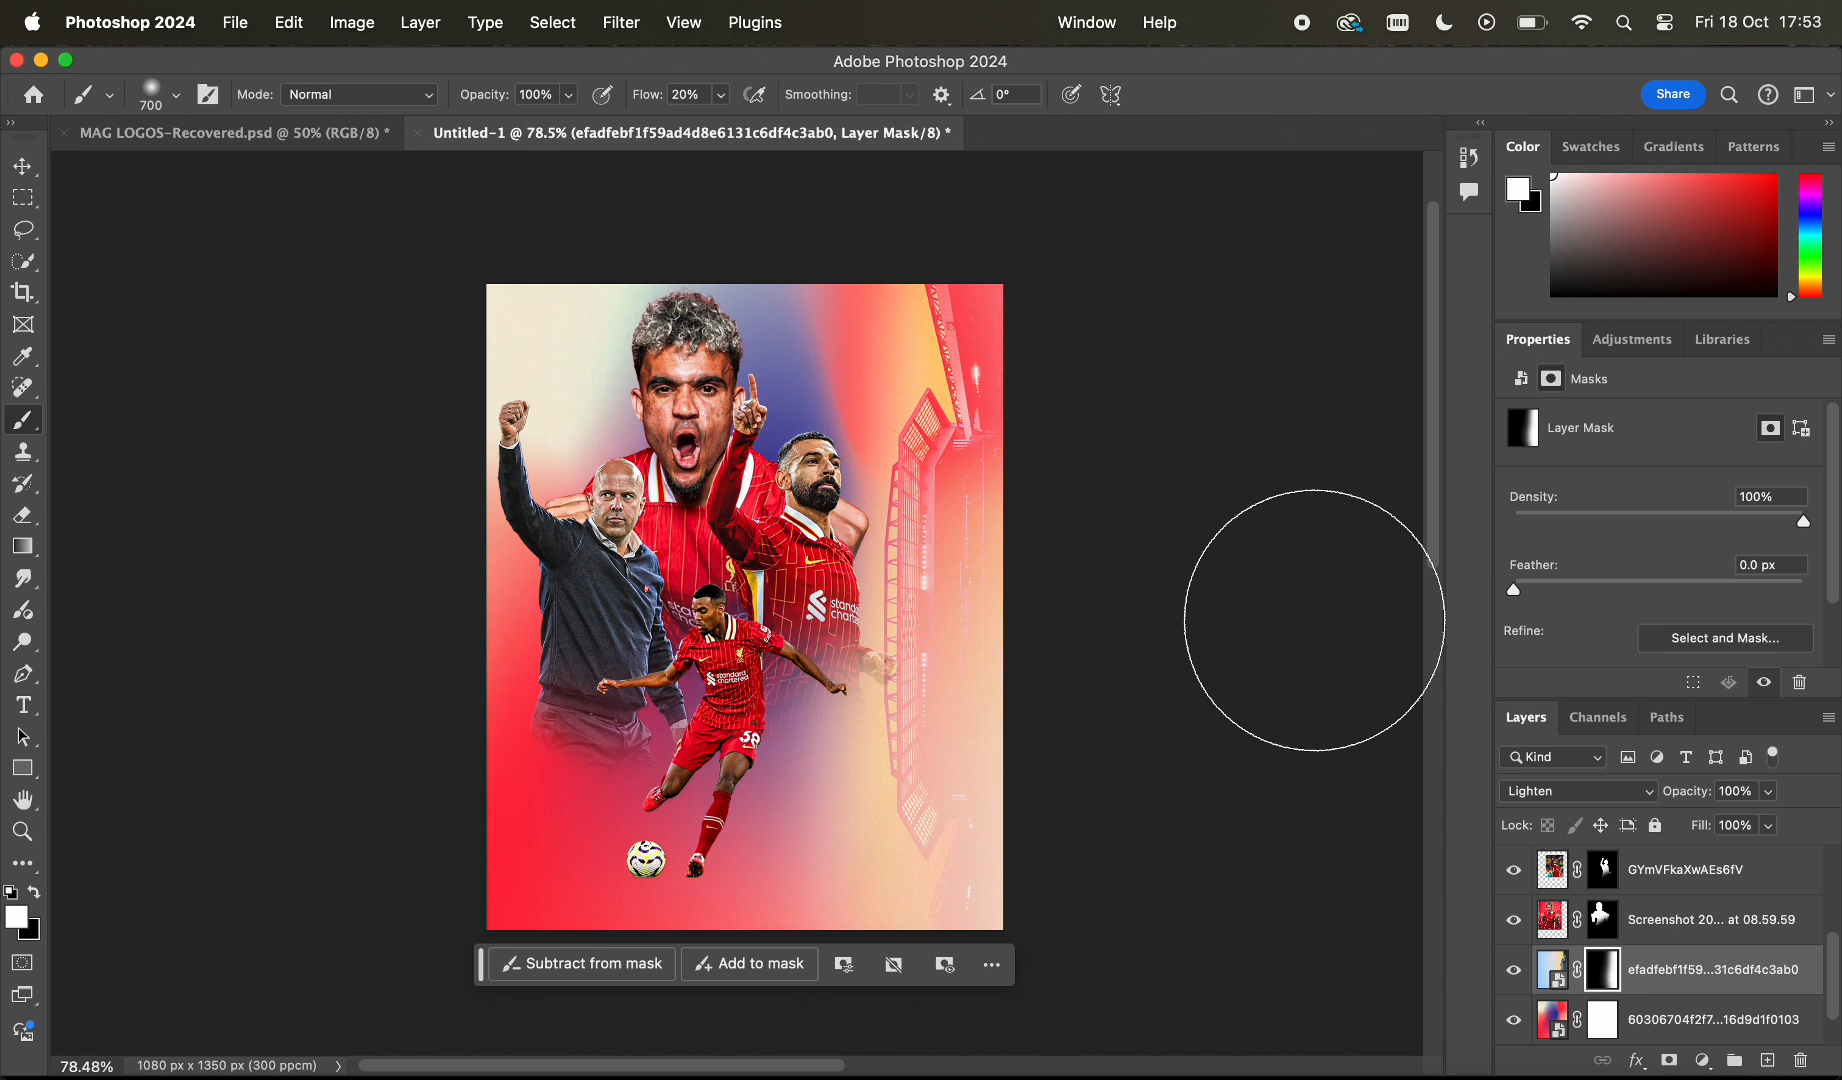 Photoshop 2024 File Edit Image Layer Type Select Filter View Plugins Window Help Fri 18 Oct 17:53
Adobe Photoshop 2024
700 Mode: Normal Opacity: 100% Flow: 20% Smoothing: 0° Share
MAG LOGOS-Recovered.psd @ 50% (RGB/8) * Untitled-1 @ 78.5% (efadfebf1f59ad4d8e6131c6df4c3ab0, Layer Mask/8) *
Color Swatches Gradients Patterns
Properties Adjustments Libraries
Masks
Layer Mask
Density: 100%
Feather: 0.0 px
Refine: Select and Mask...
standard
chartered
58
Layers Channels Paths
Kind
Lighten Opacity: 100%
Lock: Fill: 100%
GYmVFkaXwAEs6fV
Screenshot 20... at 08.59.59
efadfebf1f59...31c6df4c3ab0
60306704f2f7...16d9d1f0103
Subtract from mask Add to mask
78.48% 1080 px x 1350 px (300 ppcm)